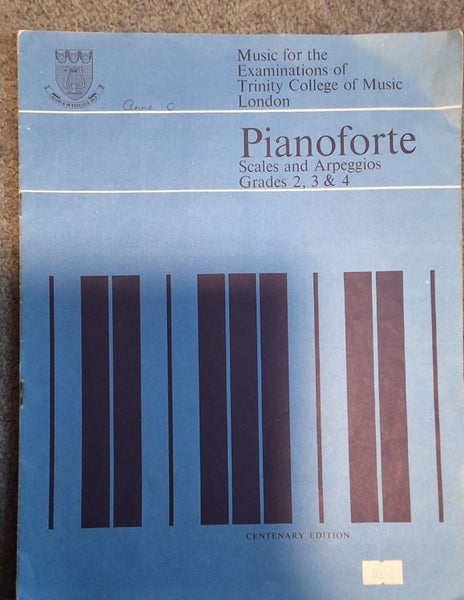 Music for the
Examinations of
Trinity College of Music
London
Anne C
Pianoforte
Scales and Arpeggios
Grades 2, 3 & 4
CENTENARY EDITION